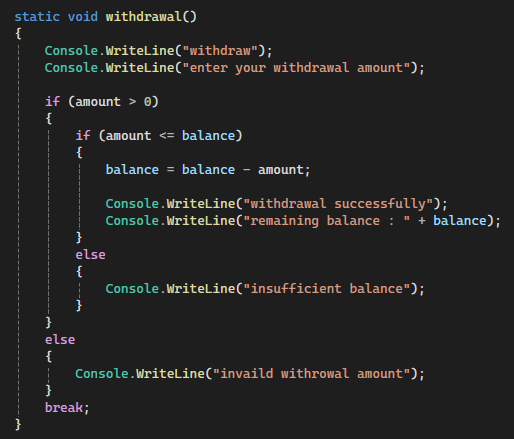 static void withdrawal()
{
    Console.WriteLine("withdraw");
    Console.WriteLine("enter your withdrawal amount");

    if (amount > 0)
    {
        if (amount <= balance)
        {
            balance = balance - amount;

            Console.WriteLine("withdrawal successfully");
            Console.WriteLine("remaining balance : " + balance);
        }
        else
        {
            Console.WriteLine("insufficient balance");
        }
    }
    else
    {
        Console.WriteLine("invaild withrowal amount");
    }
    break;
}